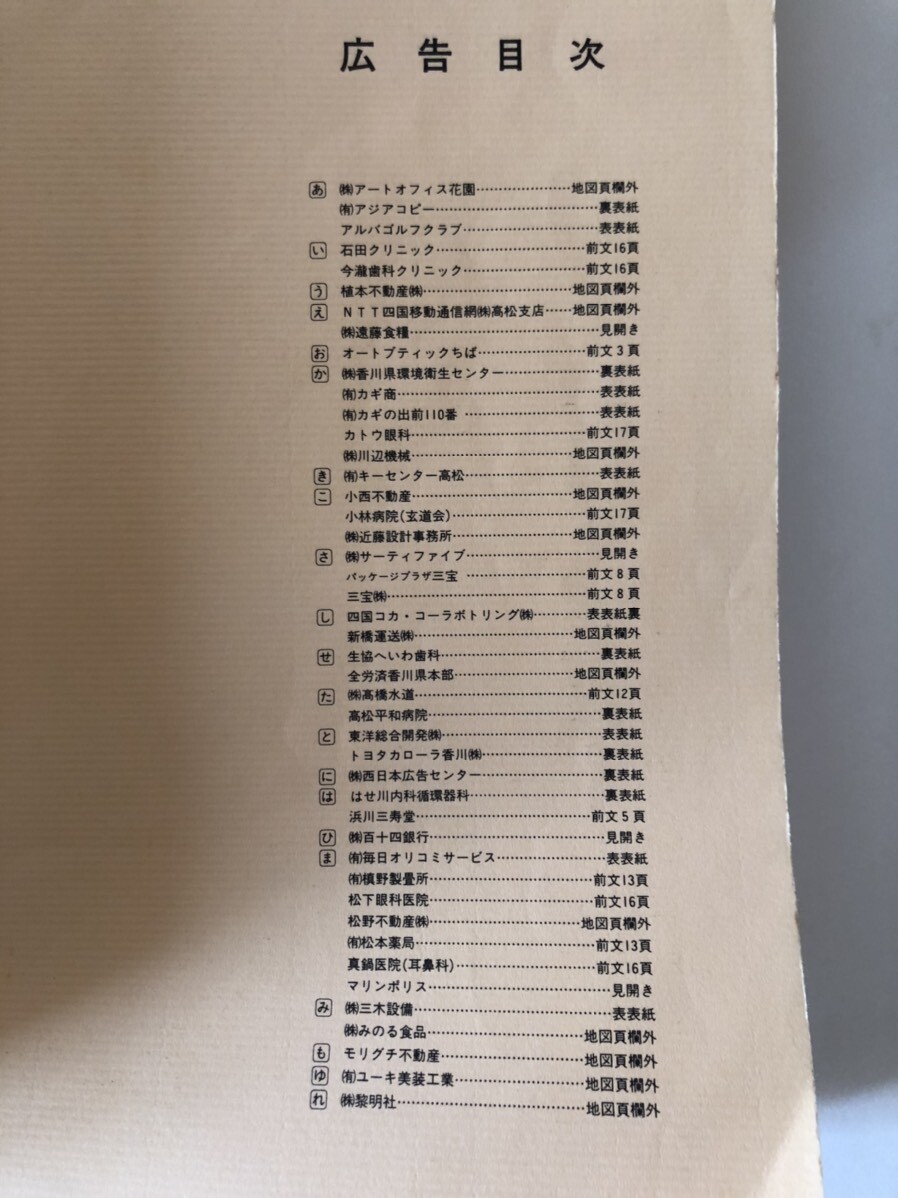 広告目次
あ ㈱アートオフィス花園…………………地図頁欄外
㈲アジアコピー…………………裏表紙
アルバゴルフクラブ…………………表表紙
い 石田クリニック…………………前文16頁
今瀧歯科クリニック…………………前文16頁
う 植本不動産㈱…………………地図頁欄外
え NTT四国移動通信網㈱高松支店……地図頁欄外
㈱遠藤食糧…………………見開き
お オートブティックちば…………………前文3頁
か ㈱香川県環境衛生センター…………………裏表紙
㈲カギ商…………………表表紙
㈲カギの出前110番…………………表表紙
カトウ眼科…………………前文17頁
㈱川辺機械…………………地図頁欄外
き ㈲キーセンター高松…………………表表紙
こ 小西不動産…………………地図頁欄外
小林病院(玄道会)…………………前文17頁
㈱近藤設計事務所…………………地図頁欄外
さ ㈱サーティファイブ…………………見開き
パッケージプラザ三宝…………………前文8頁
三宝㈱…………………前文8頁
し 四国コカ・コーラボトリング㈱…………表表紙裏
新橋運送㈱…………………地図頁欄外
せ 生協へいわ歯科…………………裏表紙
全労済香川県本部…………………地図頁欄外
た ㈱高橋水道…………………前文12頁
高松平和病院…………………裏表紙
と 東洋総合開発㈱…………………表表紙
トヨタカローラ香川㈱…………………裏表紙
に ㈱西日本広告センター…………………裏表紙
は はせ川内科循環器科…………………裏表紙
浜川三寿堂…………………前文5頁
ひ ㈱百十四銀行…………………見開き
ま ㈲毎日オリコミサービス…………………表表紙
㈲槙野製畳所…………………前文13頁
松下眼科医院…………………前文16頁
松野不動産㈱…………………地図頁欄外
㈲松本薬局…………………前文13頁
真鍋医院(耳鼻科)…………………前文16頁
マリンポリス…………………見開き
み ㈱三木設備…………………表表紙
㈱みのる食品…………………地図頁欄外
も モリグチ不動産…………………地図頁欄外
ゆ ㈲ユーキ美装工業…………………地図頁欄外
れ ㈱黎明社…………………地図頁欄外